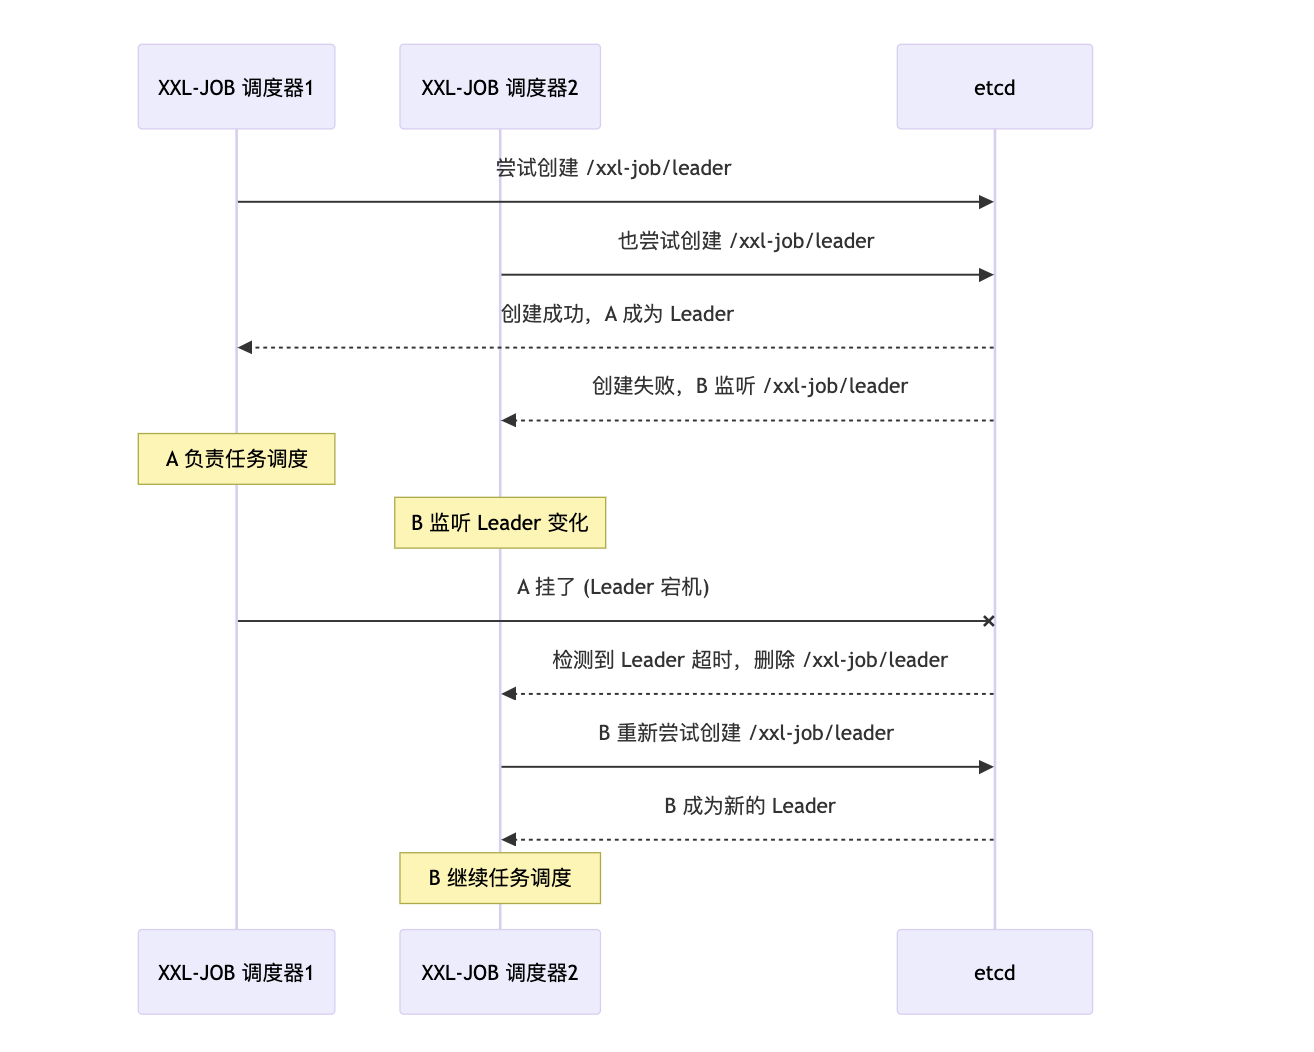 XXL-JOB 调度器1
XXL-JOB 调度器2
etcd
尝试创建 /xxl-job/leader
也尝试创建 /xxl-job/leader
创建成功，A 成为 Leader
创建失败，B 监听 /xxl-job/leader
A 负责任务调度
B 监听 Leader 变化
A 挂了 (Leader 宕机)
检测到 Leader 超时，删除 /xxl-job/leader
B 重新尝试创建 /xxl-job/leader
B 成为新的 Leader
B 继续任务调度
XXL-JOB 调度器1
XXL-JOB 调度器2
etcd